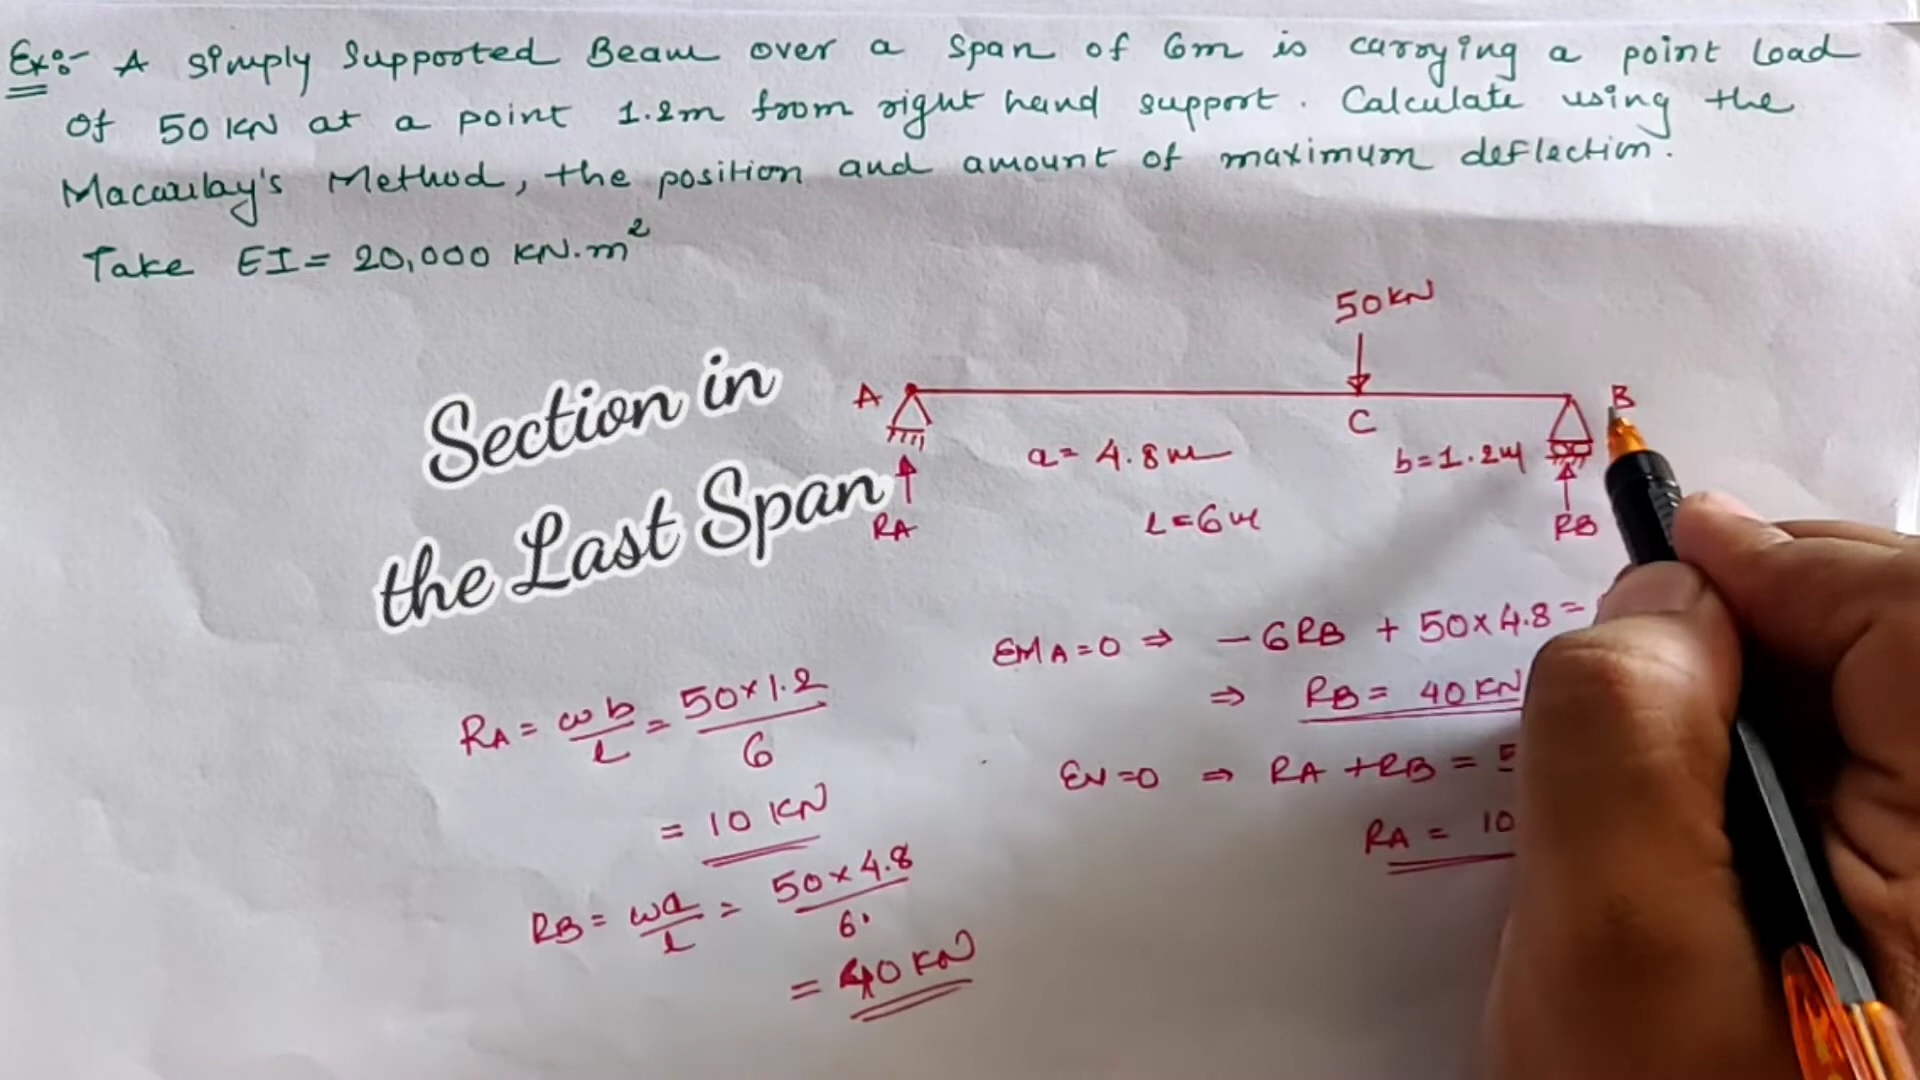 Ex:- A simply supported Beam over a span of 6m is carrying a point load
of 50 KN at a point 1.2m from right hand support. Calculate using the
Macaulay's Method, the position and amount of maximum deflection.
Take EI = 20,000 KN.m²
50 KN
A
B
C
a = 4.8m
b = 1.2m
RA
l = 6m
RB
Section in
the Last Span
ΣMA = 0 ⇒ - 6RB + 50×4.8 =
⇒ RB = 40 KN
ΣV = 0 ⇒ RA + RB = 5
RA = 10
RA = wb/l = 50×1.2/6
= 10 KN
RB = wa/l = 50×4.8/6.
= 40 KN